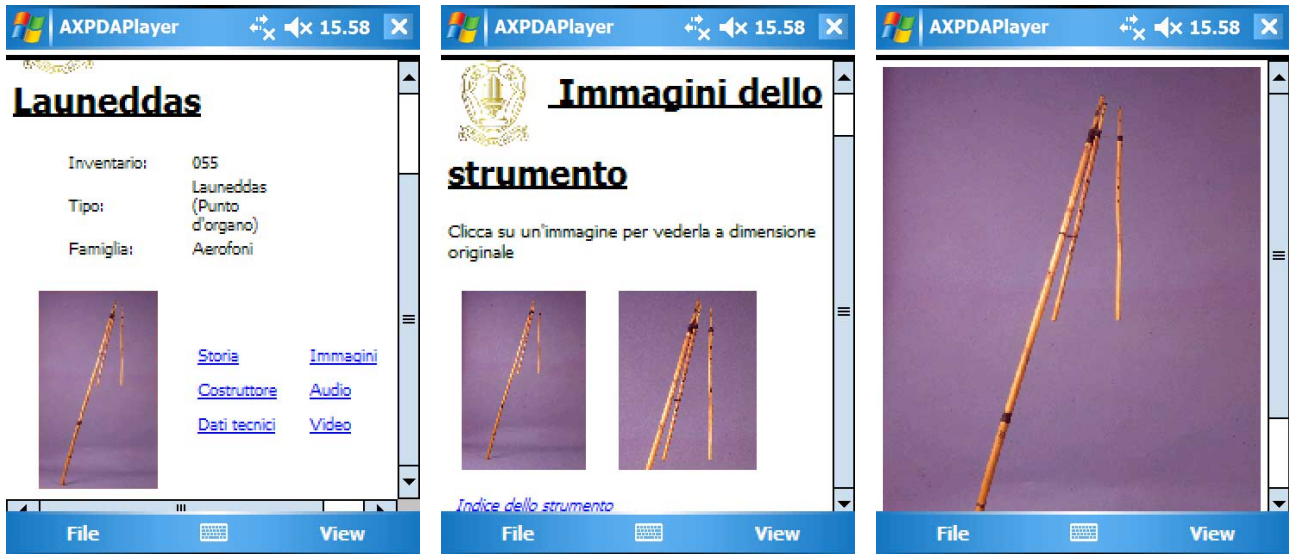 AXPDAPlayer 15.58
Launeddas
Inventario: 055
Tipo: Launeddas
(Punto
d'organo)
Famiglia: Aerofoni
Storia Immagini
Costruttore Audio
Dati tecnici Video
File View
AXPDAPlayer 15.58
Immagini dello
strumento
Clicca su un'immagine per vederla a dimensione
originale
Indice dello strumento
File View
AXPDAPlayer 15.58
File View